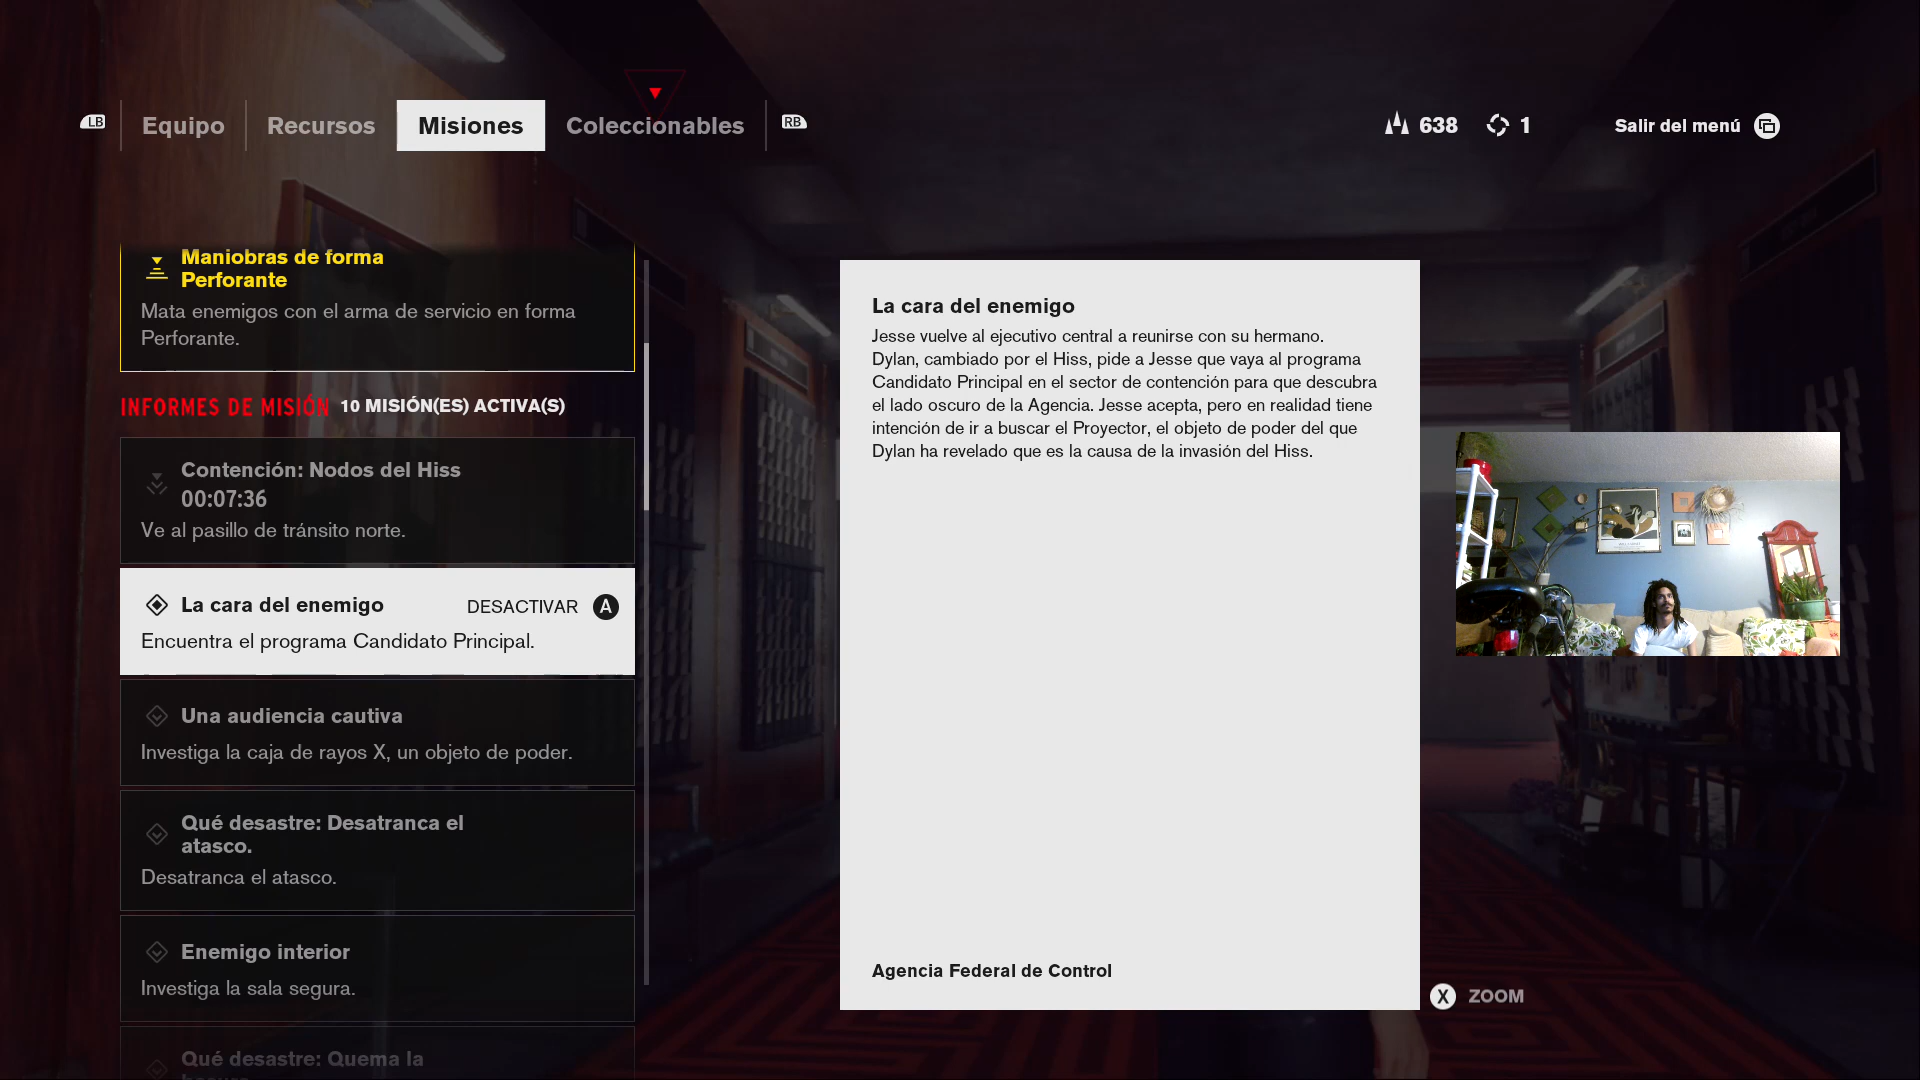 LB
Equipo
Recursos
Misiones
Coleccionables
RB
638
1
Salir del menú
Maniobras de forma
Perforante
Mata enemigos con el arma de servicio en forma
Perforante.
INFORMES DE MISIÓN 10 MISIÓN(ES) ACTIVA(S)
Contención: Nodos del Hiss
00:07:36
Ve al pasillo de tránsito norte.
La cara del enemigo
DESACTIVAR A
Encuentra el programa Candidato Principal.
Una audiencia cautiva
Investiga la caja de rayos X, un objeto de poder.
Qué desastre: Desatranca el
atasco.
Desatranca el atasco.
Enemigo interior
Investiga la sala segura.
Qué desastre: Quema la
La cara del enemigo
Jesse vuelve al ejecutivo central a reunirse con su hermano.
Dylan, cambiado por el Hiss, pide a Jesse que vaya al programa
Candidato Principal en el sector de contención para que descubra
el lado oscuro de la Agencia. Jesse acepta, pero en realidad tiene
intención de ir a buscar el Proyector, el objeto de poder del que
Dylan ha revelado que es la causa de la invasión del Hiss.
Agencia Federal de Control
X ZOOM